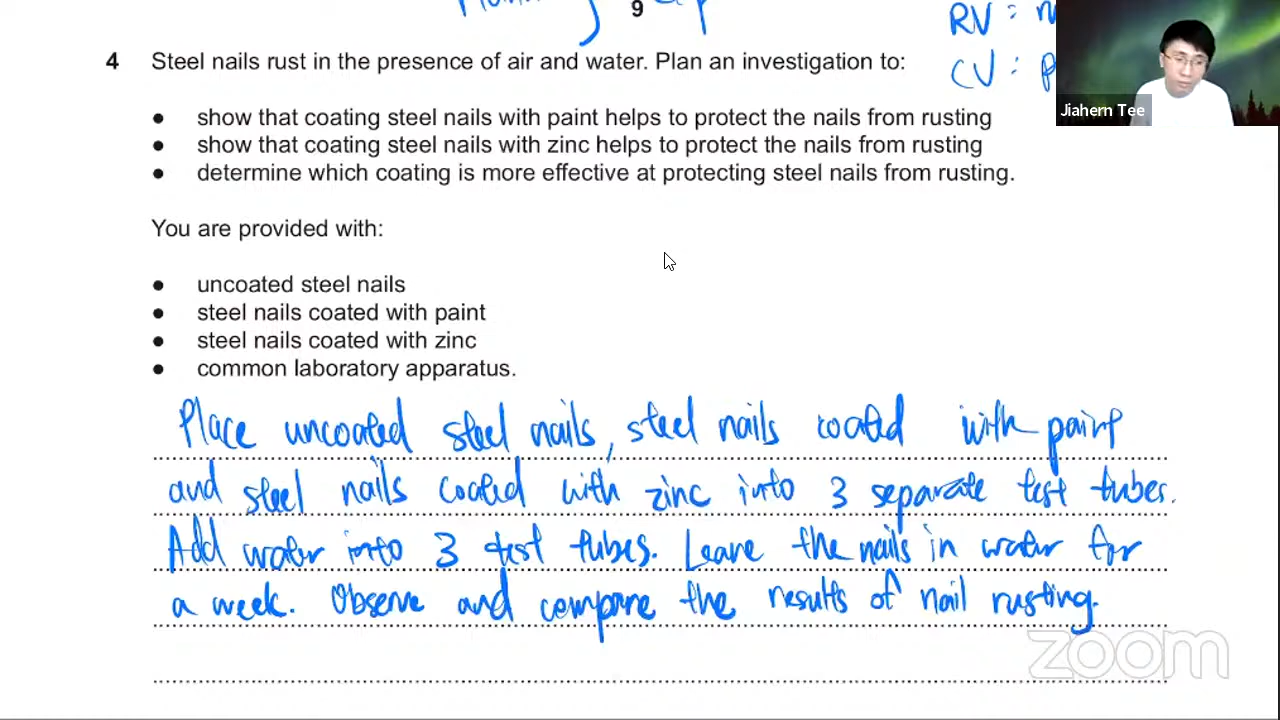 9
RV :
CV : P
4 Steel nails rust in the presence of air and water. Plan an investigation to:
● show that coating steel nails with paint helps to protect the nails from rusting
● show that coating steel nails with zinc helps to protect the nails from rusting
● determine which coating is more effective at protecting steel nails from rusting.
Jiahern Tee
You are provided with:
● uncoated steel nails
● steel nails coated with paint
● steel nails coated with zinc
● common laboratory apparatus.
Place uncoated steel nails, steel nails coated with paint
and steel nails coated with zinc into 3 separate test tubes.
Add water into 3 test tubes. Leave the nails in water for
a week. Observe and compare the results of nail rusting.
zoom